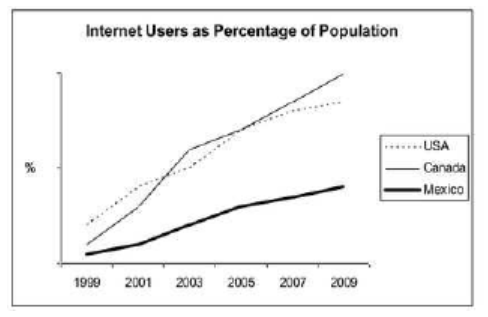 Internet Users as Percentage of Population
%
USA
Canada
Mexico
1999 2001 2003 2005 2007 2009